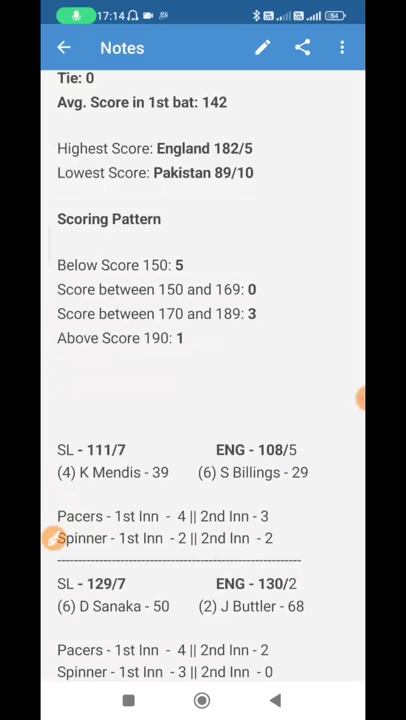 17:14
54
Notes
Tie: 0
Avg. Score in 1st bat: 142
Highest Score: England 182/5
Lowest Score: Pakistan 89/10
Scoring Pattern
Below Score 150: 5
Score between 150 and 169: 0
Score between 170 and 189: 3
Above Score 190: 1
SL - 111/7 ENG - 108/5
(4) K Mendis - 39 (6) S Billings - 29
Pacers - 1st Inn - 4 || 2nd Inn - 3
Spinner - 1st Inn - 2 || 2nd Inn - 2
------------------------------------------------------
SL - 129/7 ENG - 130/2
(6) D Sanaka - 50 (2) J Buttler - 68
Pacers - 1st Inn - 4 || 2nd Inn - 2
Spinner - 1st Inn - 3 || 2nd Inn - 0